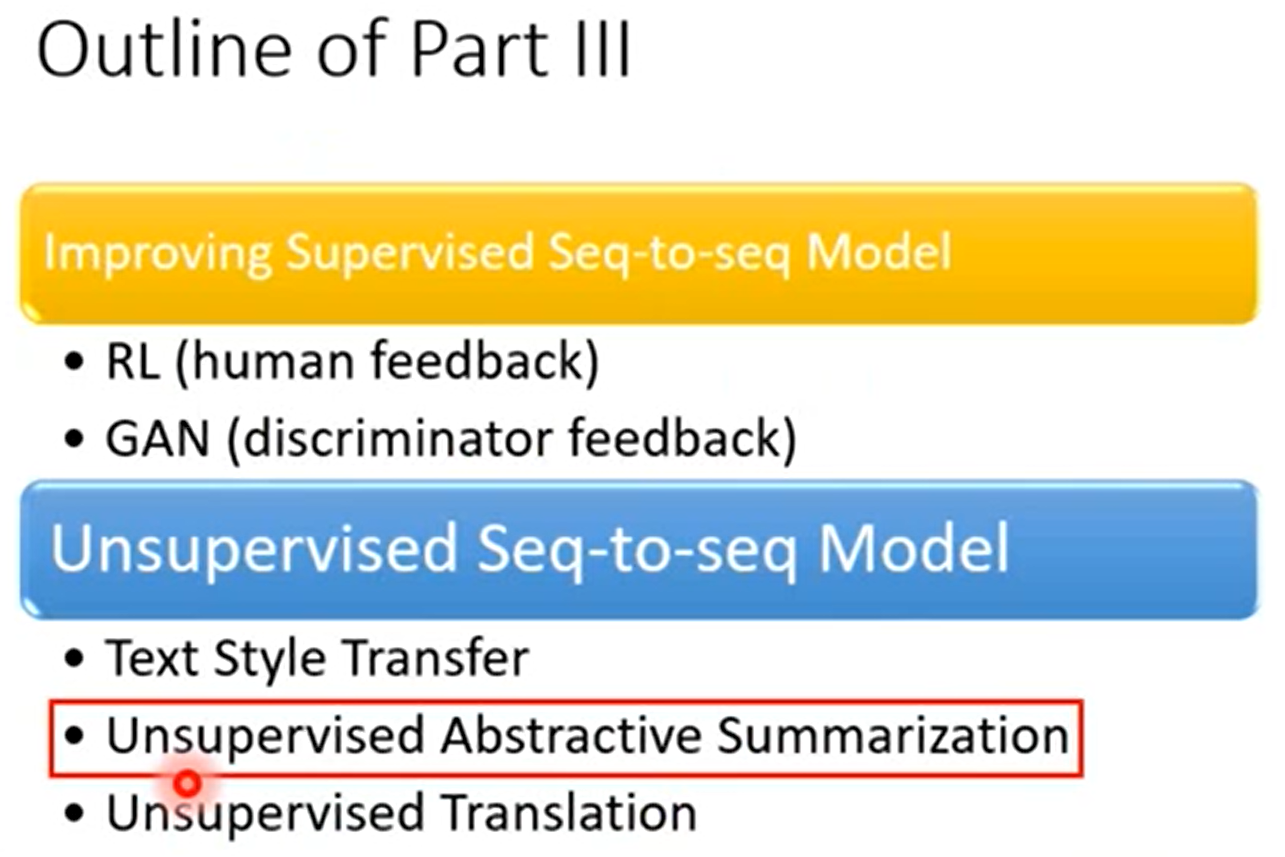 Outline of Part III
Improving Supervised Seq-to-seq Model
• RL (human feedback)
• GAN (discriminator feedback)
Unsupervised Seq-to-seq Model
• Text Style Transfer
• Unsupervised Abstractive Summarization
• Unsupervised Translation